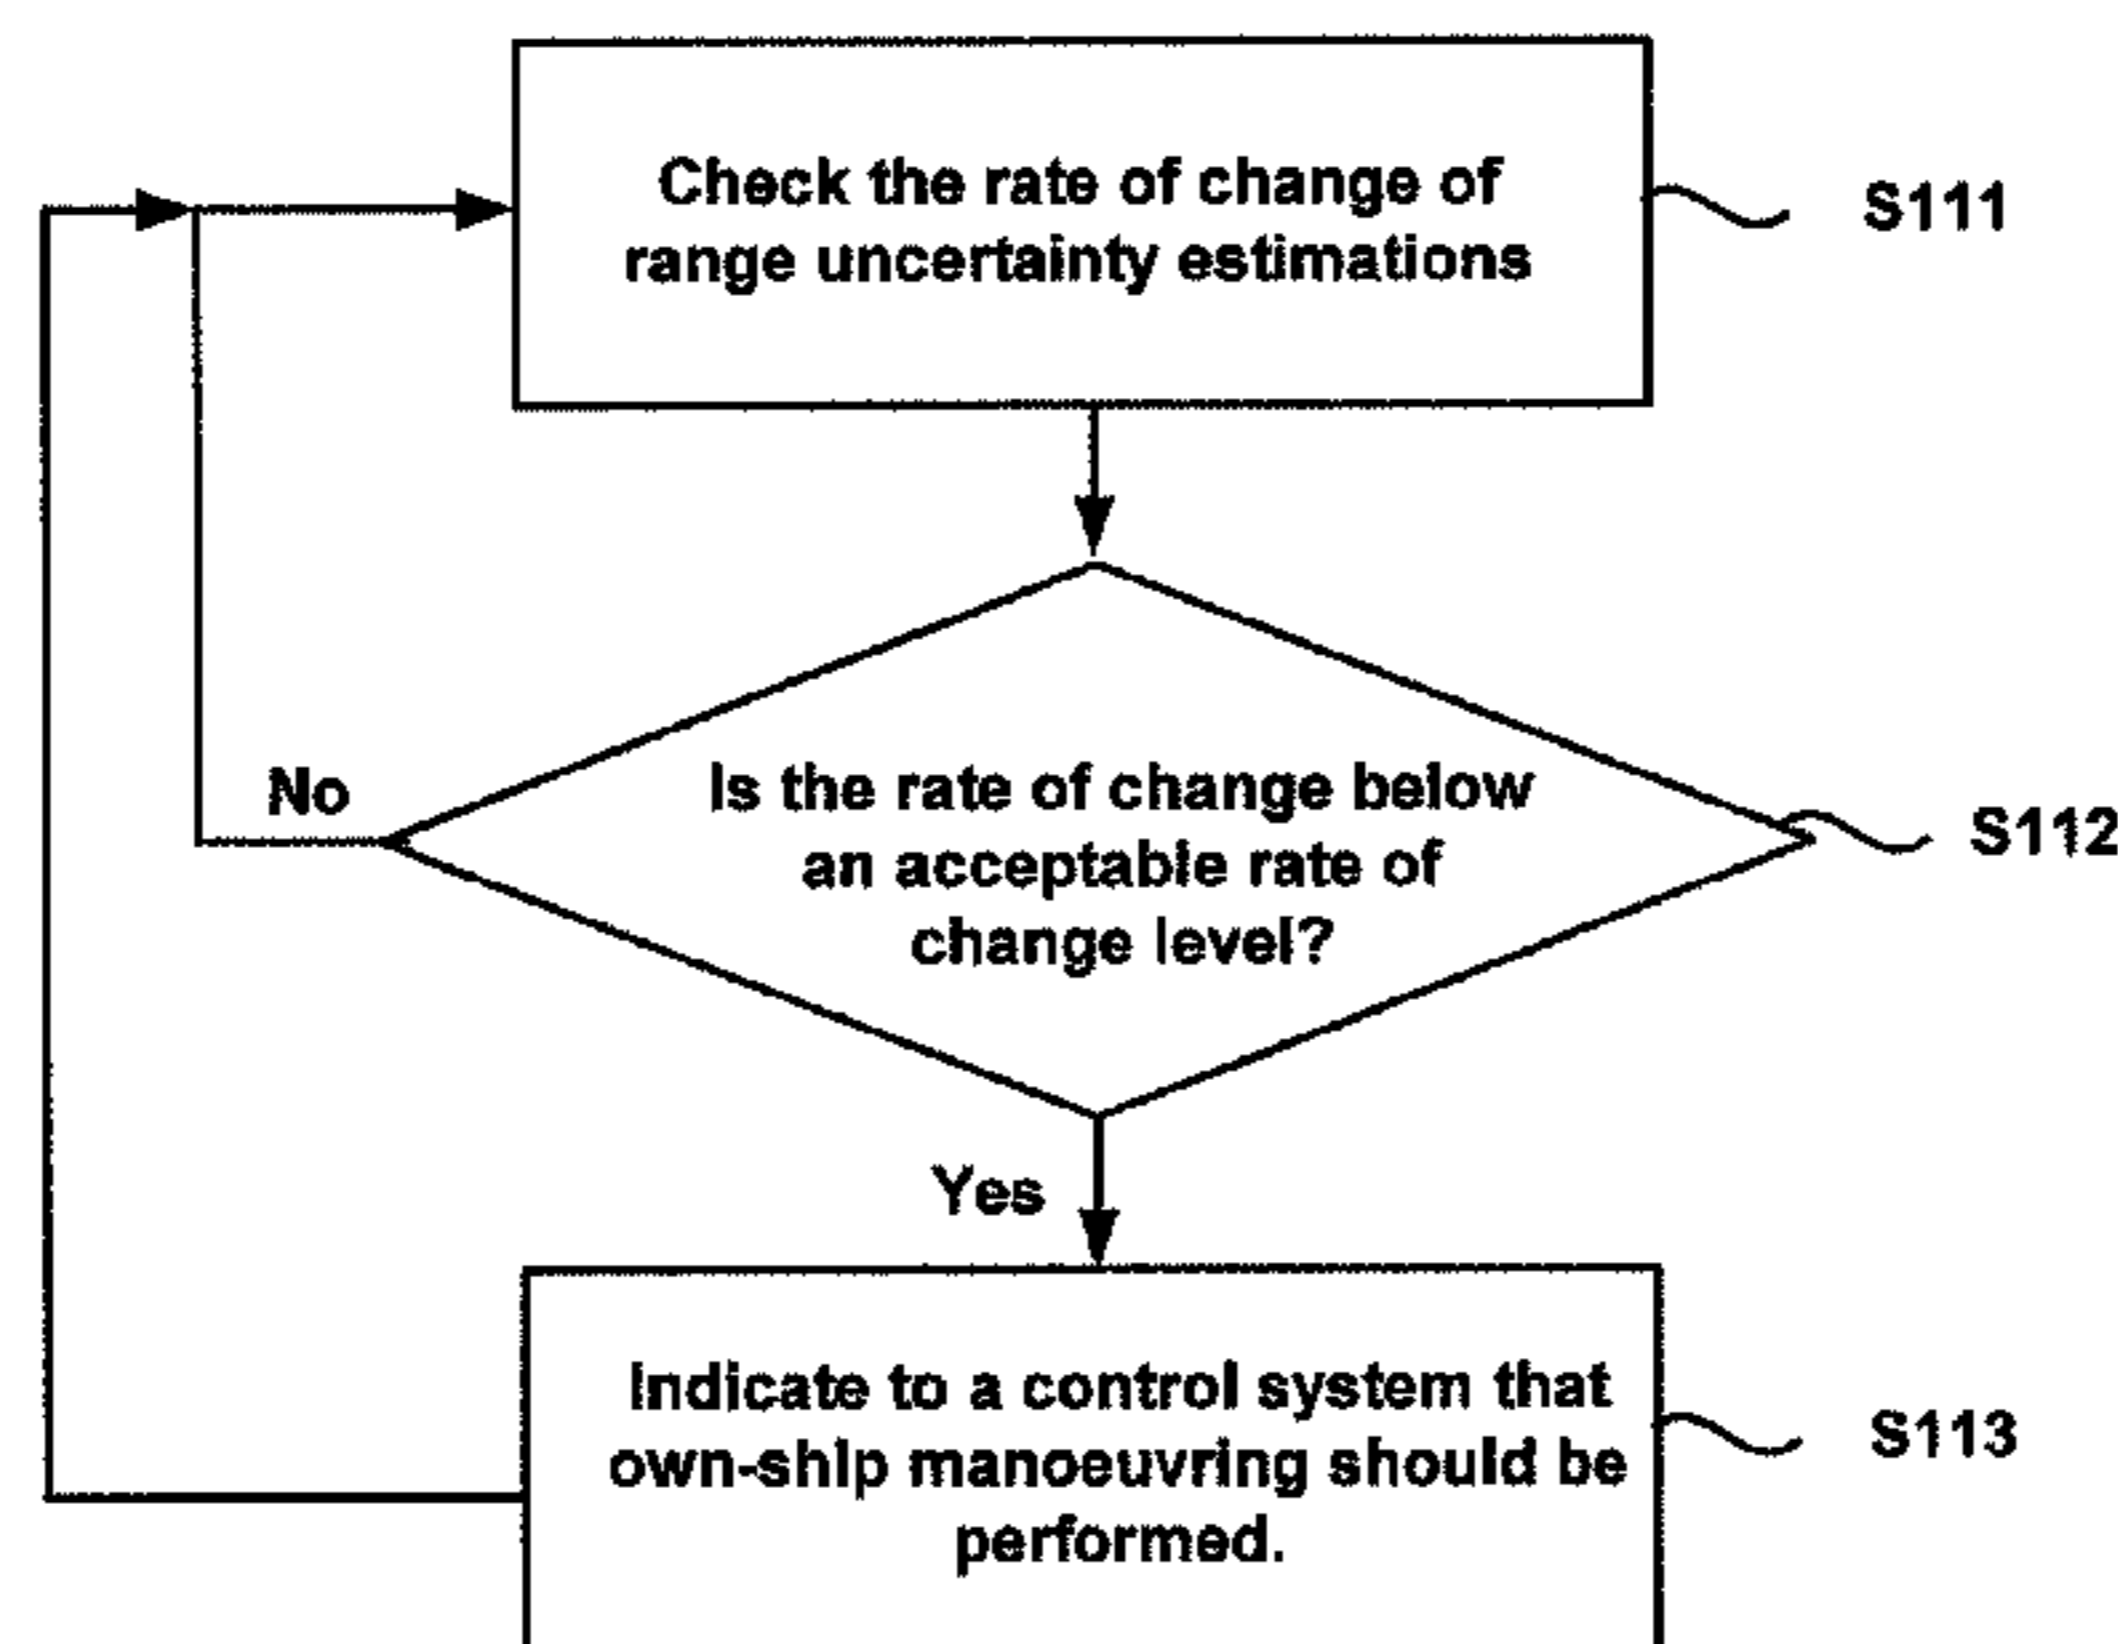 Check the rate of change of
range uncertainty estimations
S111
Is the rate of change below
an acceptable rate of
change level?
S112
No
Yes
Indicate to a control system that
own-ship manoeuvring should be
performed.
S113